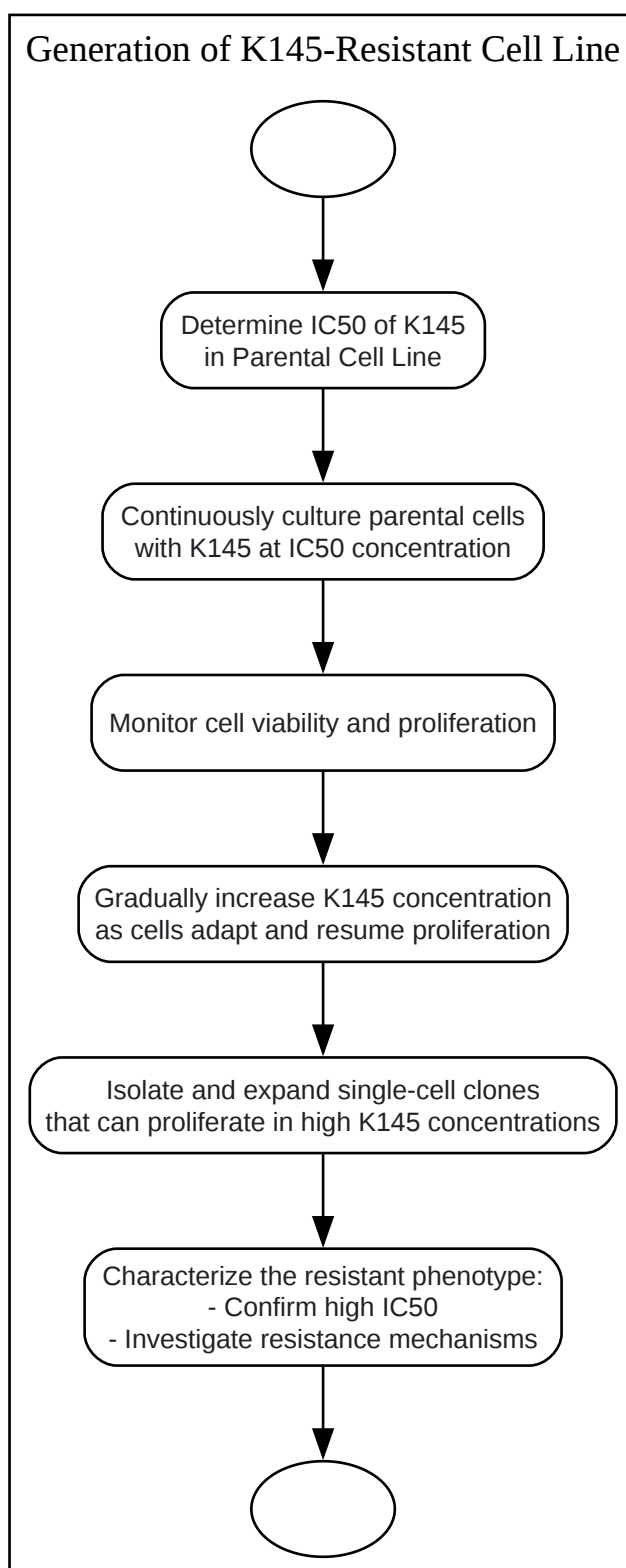 Generation of K145-Resistant Cell Line
Determine IC50 of K145
in Parental Cell Line
Continuously culture parental cells
with K145 at IC50 concentration
Monitor cell viability and proliferation
Gradually increase K145 concentration
as cells adapt and resume proliferation
Isolate and expand single-cell clones
that can proliferate in high K145 concentrations
Characterize the resistant phenotype:
- Confirm high IC50
- Investigate resistance mechanisms